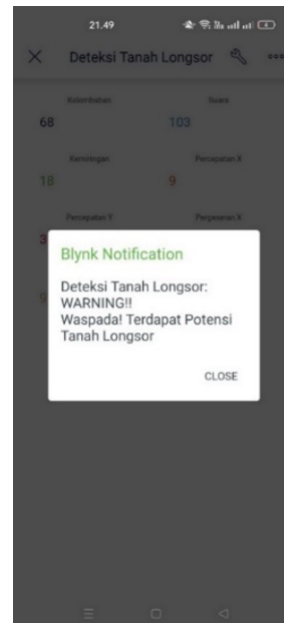 21.49
Deteksi Tanah Longsor
Kelembaban
Suara
68
103
Kemiringan
Percepatan X
18
9
Percepatan Y
Pergeseran X
3
Blynk Notification
Deteksi Tanah Longsor:
WARNING!!
Waspada! Terdapat Potensi
Tanah Longsor
CLOSE